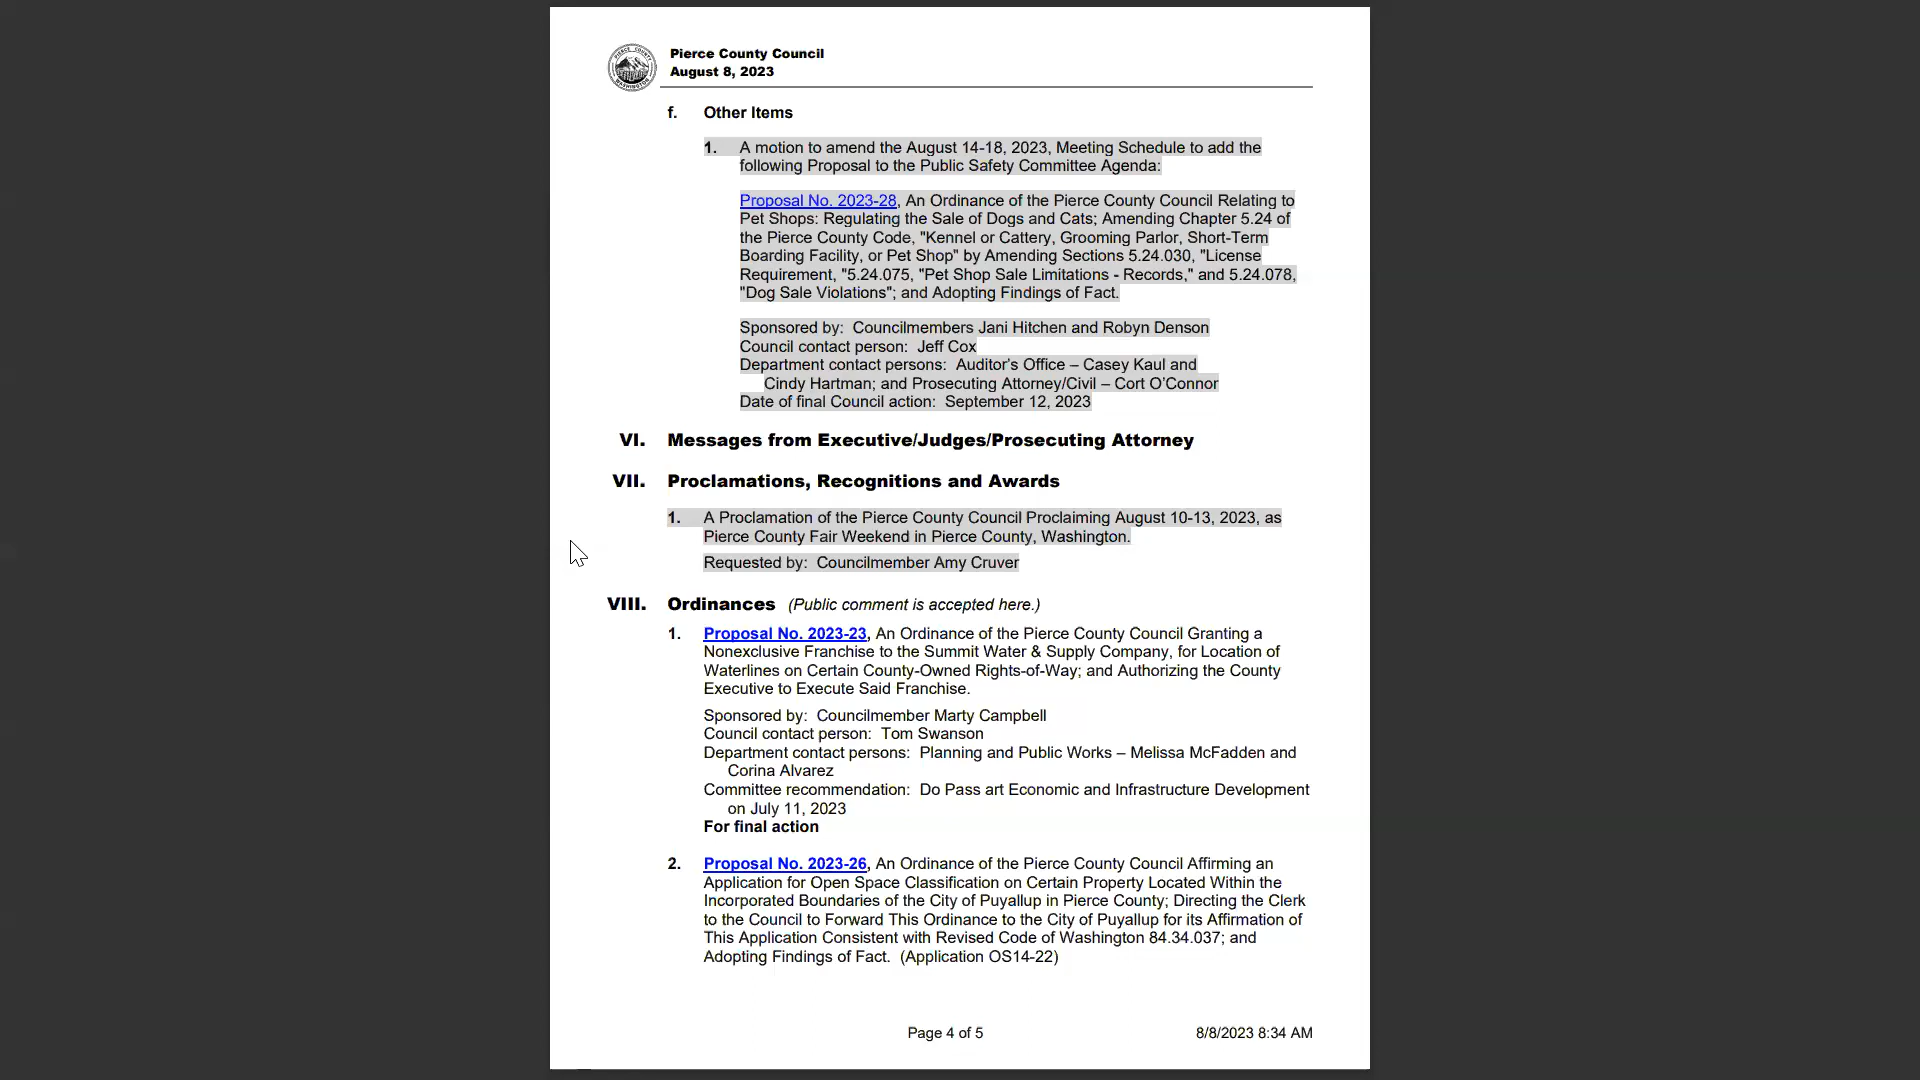 Pierce County Council
August 8, 2023
f. Other Items
1. A motion to amend the August 14-18, 2023, Meeting Schedule to add the
following Proposal to the Public Safety Committee Agenda:
Proposal No. 2023-28, An Ordinance of the Pierce County Council Relating to
Pet Shops: Regulating the Sale of Dogs and Cats; Amending Chapter 5.24 of
the Pierce County Code, "Kennel or Cattery, Grooming Parlor, Short-Term
Boarding Facility, or Pet Shop" by Amending Sections 5.24.030, "License
Requirement, "5.24.075, "Pet Shop Sale Limitations - Records," and 5.24.078,
"Dog Sale Violations"; and Adopting Findings of Fact.
Sponsored by: Councilmembers Jani Hitchen and Robyn Denson
Council contact person: Jeff Cox
Department contact persons: Auditor's Office – Casey Kaul and
Cindy Hartman; and Prosecuting Attorney/Civil – Cort O'Connor
Date of final Council action: September 12, 2023
VI. Messages from Executive/Judges/Prosecuting Attorney
VII. Proclamations, Recognitions and Awards
1. A Proclamation of the Pierce County Council Proclaiming August 10-13, 2023, as
Pierce County Fair Weekend in Pierce County, Washington.
Requested by: Councilmember Amy Cruver
VIII. Ordinances (Public comment is accepted here.)
1. Proposal No. 2023-23, An Ordinance of the Pierce County Council Granting a
Nonexclusive Franchise to the Summit Water & Supply Company, for Location of
Waterlines on Certain County-Owned Rights-of-Way; and Authorizing the County
Executive to Execute Said Franchise.
Sponsored by: Councilmember Marty Campbell
Council contact person: Tom Swanson
Department contact persons: Planning and Public Works – Melissa McFadden and
Corina Alvarez
Committee recommendation: Do Pass art Economic and Infrastructure Development
on July 11, 2023
For final action
2. Proposal No. 2023-26, An Ordinance of the Pierce County Council Affirming an
Application for Open Space Classification on Certain Property Located Within the
Incorporated Boundaries of the City of Puyallup in Pierce County; Directing the Clerk
to the Council to Forward This Ordinance to the City of Puyallup for its Affirmation of
This Application Consistent with Revised Code of Washington 84.34.037; and
Adopting Findings of Fact. (Application OS14-22)
Page 4 of 5 8/8/2023 8:34 AM